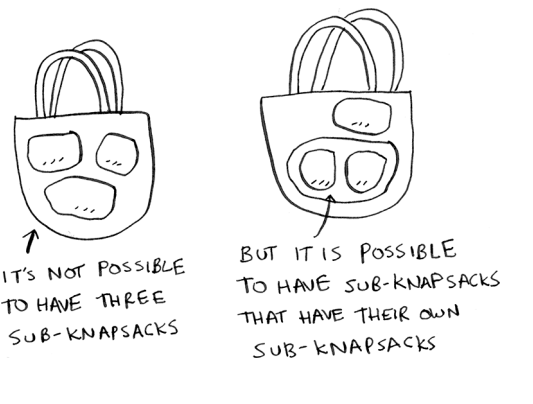 IT'S NOT POSSIBLE
TO HAVE THREE
SUB-KNAPSACKS
BUT IT IS POSSIBLE
TO HAVE SUB-KNAPSACKS
THAT HAVE THEIR OWN
SUB-KNAPSACKS